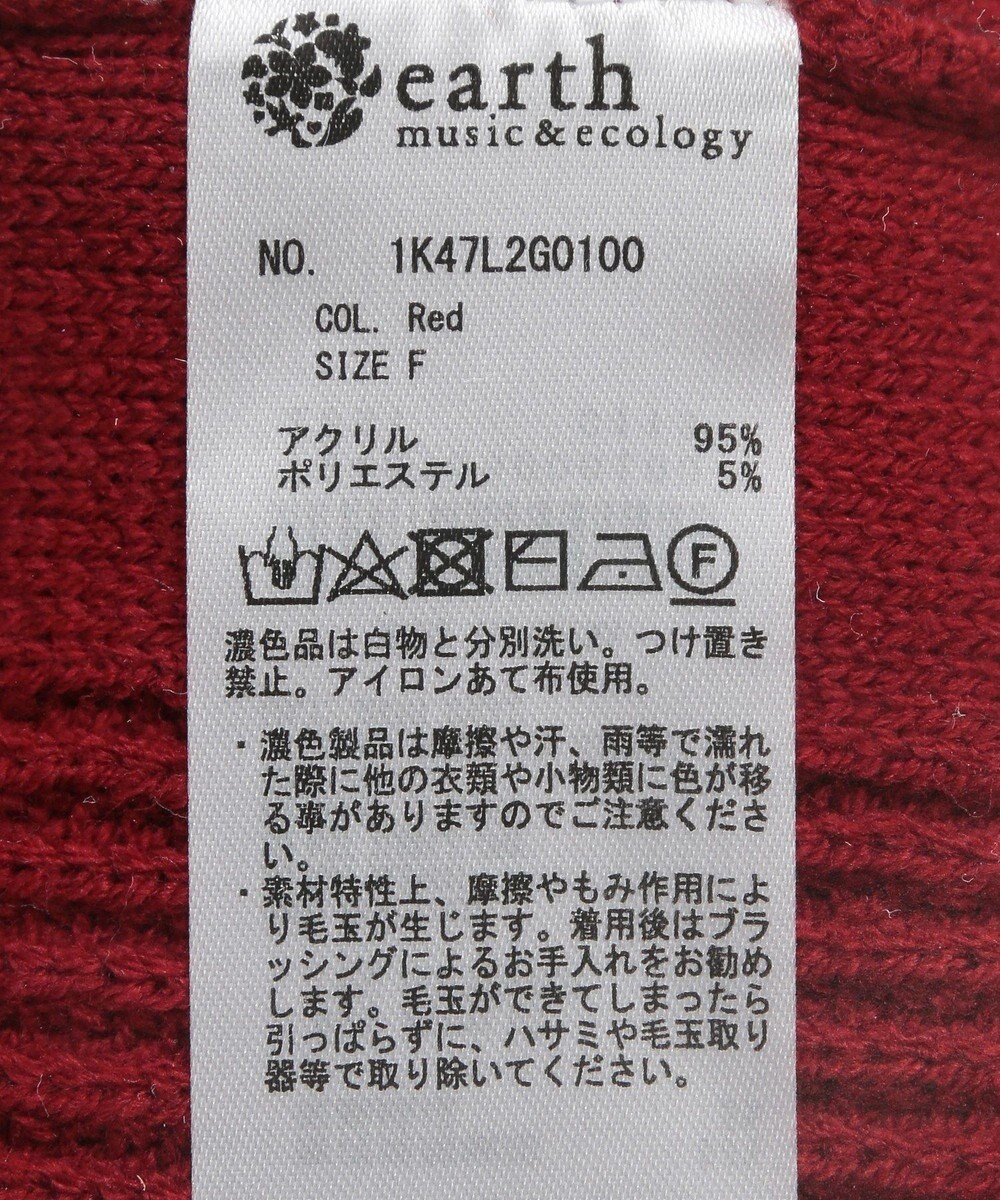 earth
music&ecology
NO. 1K47L2G0100
COL. Red
SIZE F
アクリル 95%
ポリエステル 5%
F
濃色品は白物と分別洗い。つけ置き
禁止。アイロンあて布使用。
・濃色製品は摩擦や汗、雨等で濡れ
た際に他の衣類や小物類に色が移
る事がありますのでご注意くださ
い。
・素材特性上、摩擦やもみ作用によ
り毛玉が生じます。着用後はブラ
ッシングによるお手入れをお勧め
します。毛玉ができてしまったら
引っぱらずに、ハサミや毛玉取り
器等で取り除いてください。